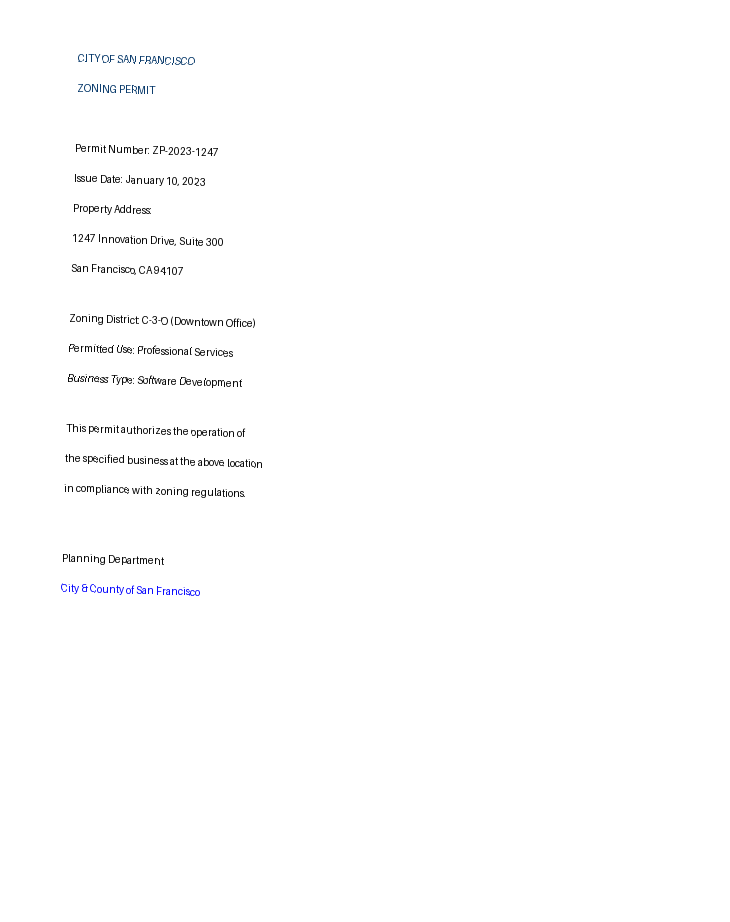 CITY OF SAN FRANCISCO
ZONING PERMIT
Permit Number: ZP-2023-1247
Issue Date: January 10, 2023
Property Address:
1247 Innovation Drive, Suite 300
San Francisco, CA 94107
Zoning District: C-3-O (Downtown Office)
Permitted Use: Professional Services
Business Type: Software Development
This permit authorizes the operation of
the specified business at the above location
in compliance with zoning regulations.
Planning Department
City & County of San Francisco